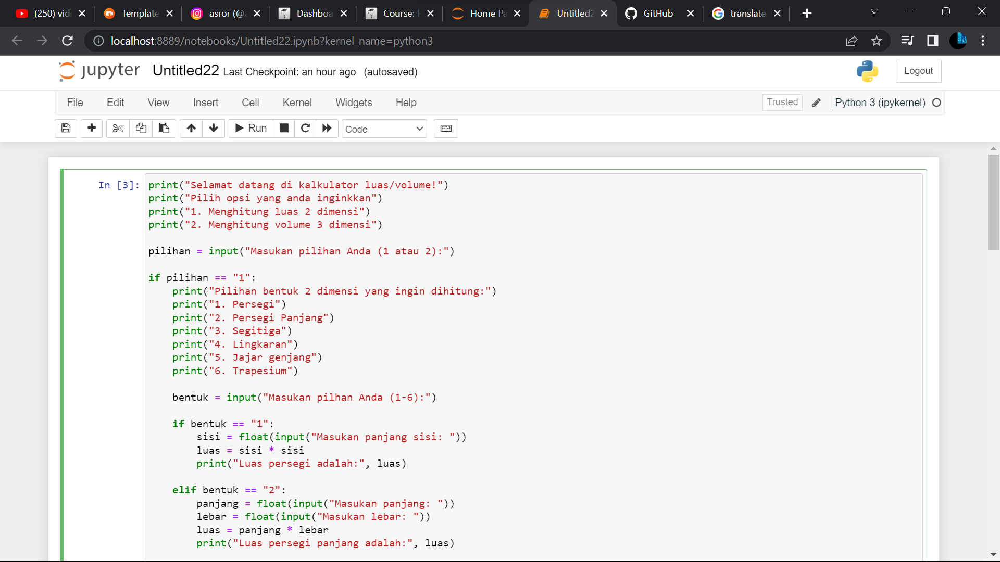 (250) vid
Template
asror (@a
Dashboa
Course: P
Home Pa
Untitled2
GitHub
translate
localhost:8889/notebooks/Untitled22.ipynb?kernel_name=python3
jupyter Untitled22 Last Checkpoint: an hour ago (autosaved)
Logout
File Edit View Insert Cell Kernel Widgets Help
Trusted
Python 3 (ipykernel)
Run
Code
In [3]:
print("Selamat datang di kalkulator luas/volume!")
print("Pilih opsi yang anda inginkkan")
print("1. Menghitung luas 2 dimensi")
print("2. Menghitung volume 3 dimensi")
pilihan = input("Masukan pilihan Anda (1 atau 2):")
if pilihan == "1":
    print("Pilihan bentuk 2 dimensi yang ingin dihitung:")
    print("1. Persegi")
    print("2. Persegi Panjang")
    print("3. Segitiga")
    print("4. Lingkaran")
    print("5. Jajar genjang")
    print("6. Trapesium")
    bentuk = input("Masukan pilhan Anda (1-6):")
    if bentuk == "1":
        sisi = float(input("Masukan panjang sisi: "))
        luas = sisi * sisi
        print("Luas persegi adalah:", luas)
    elif bentuk == "2":
        panjang = float(input("Masukan panjang: "))
        lebar = float(input("Masukan lebar: "))
        luas = panjang * lebar
        print("Luas persegi panjang adalah:", luas)